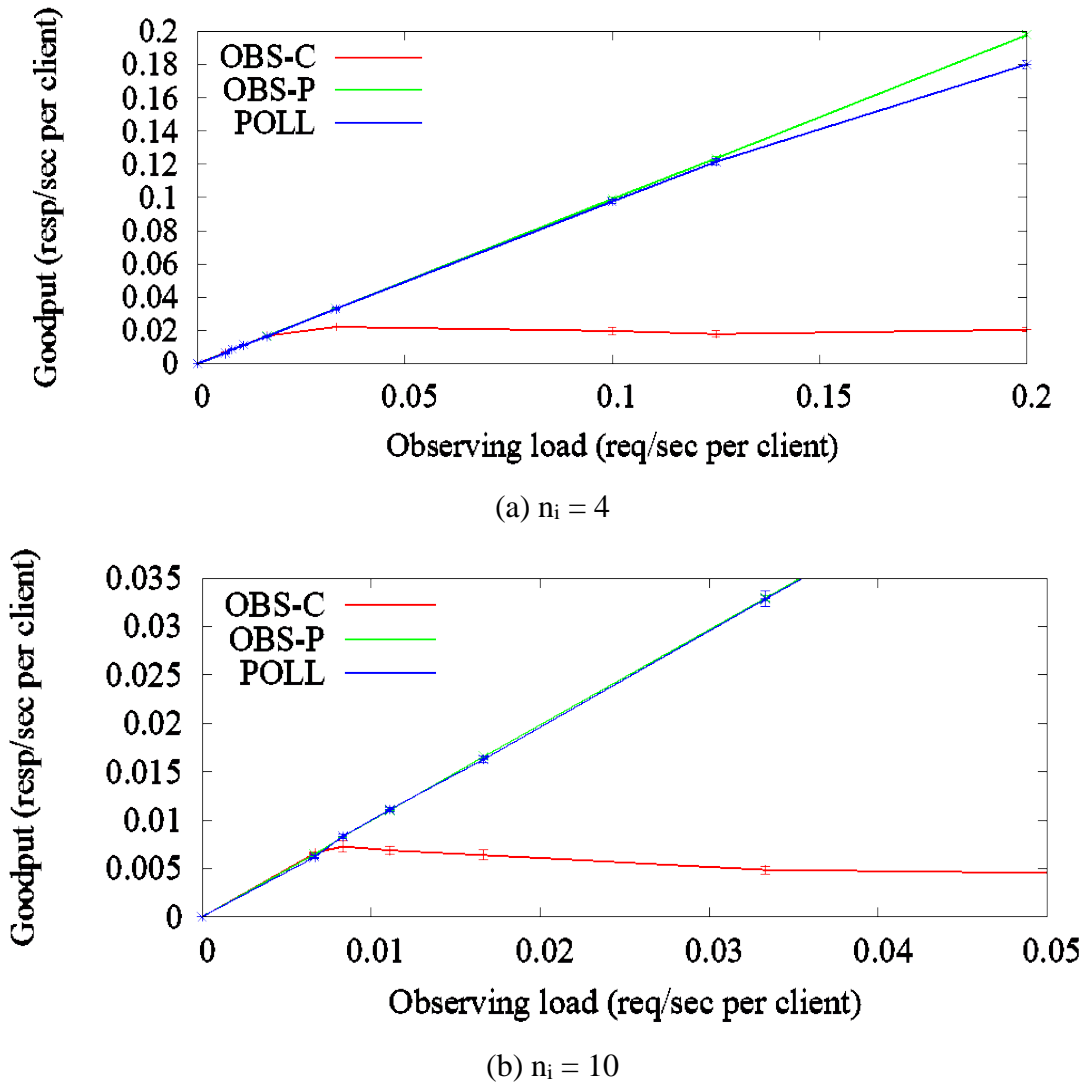 Goodput (resp/sec per client)
0.2
0.18
0.16
0.14
0.12
0.1
0.08
0.06
0.04
0.02
0
OBS-C
OBS-P
POLL
0 0.05 0.1 0.15 0.2
Observing load (req/sec per client)
(a) nᵢ = 4
Goodput (resp/sec per client)
0.035
0.03
0.025
0.02
0.015
0.01
0.005
0
OBS-C
OBS-P
POLL
0 0.01 0.02 0.03 0.04 0.05
Observing load (req/sec per client)
(b) nᵢ = 10